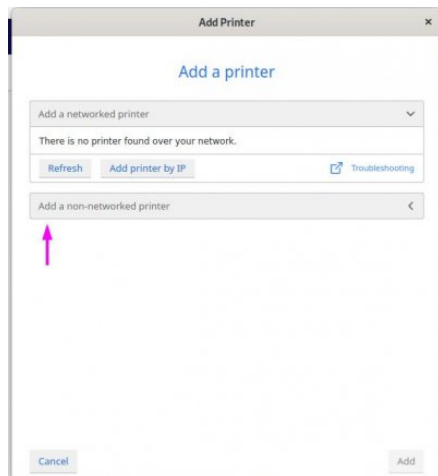 Add Printer
Add a printer
Add a networked printer
There is no printer found over your network.
Refresh Add printer by IP Troubleshooting
Add a non-networked printer
Cancel Add